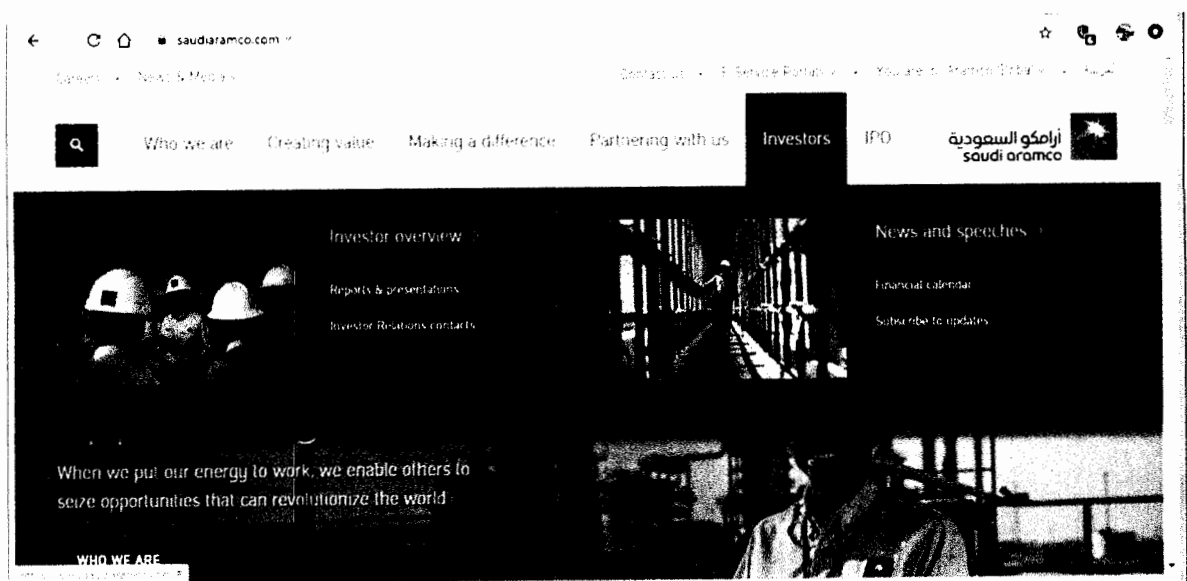 saudiaramco.com
Careers News & Media
Contact us You are in: Aramco Global العربية
Who we are Creating value Making a difference Partnering with us Investors IPO أرامكو السعودية
saudi aramco
Investor overview
Reports & presentations
Investor Relations contacts
News and speeches
Financial calendar
Subscribe to updates
When we put our energy to work, we enable others to
seize opportunities that can revolutionize the world
WHO WE ARE